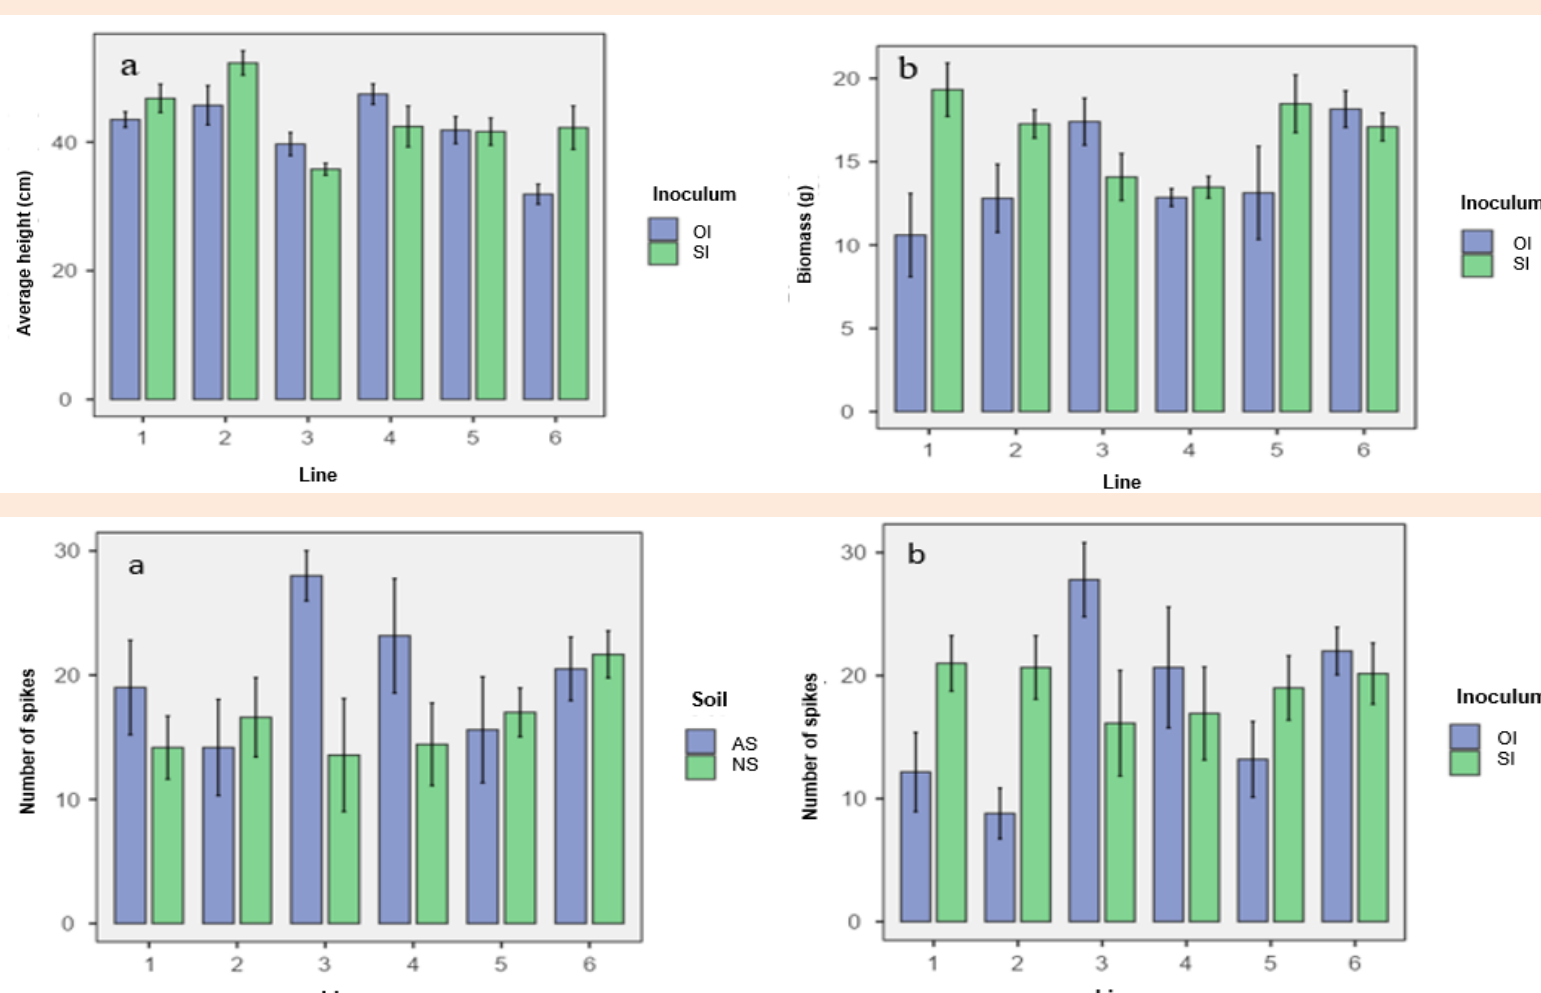 a
40
20
0
1 2 3 4 5 6
Average height (cm)
Line
Inoculum
OI
SI
b
20
15
10
5
0
1 2 3 4 5 6
Biomass (g)
Line
Inoculum
OI
SI
a
30
20
10
0
1 2 3 4 5 6
Number of spikes
Soil
AS
NS
b
30
20
10
0
1 2 3 4 5 6
Number of spikes
Inoculum
OI
SI